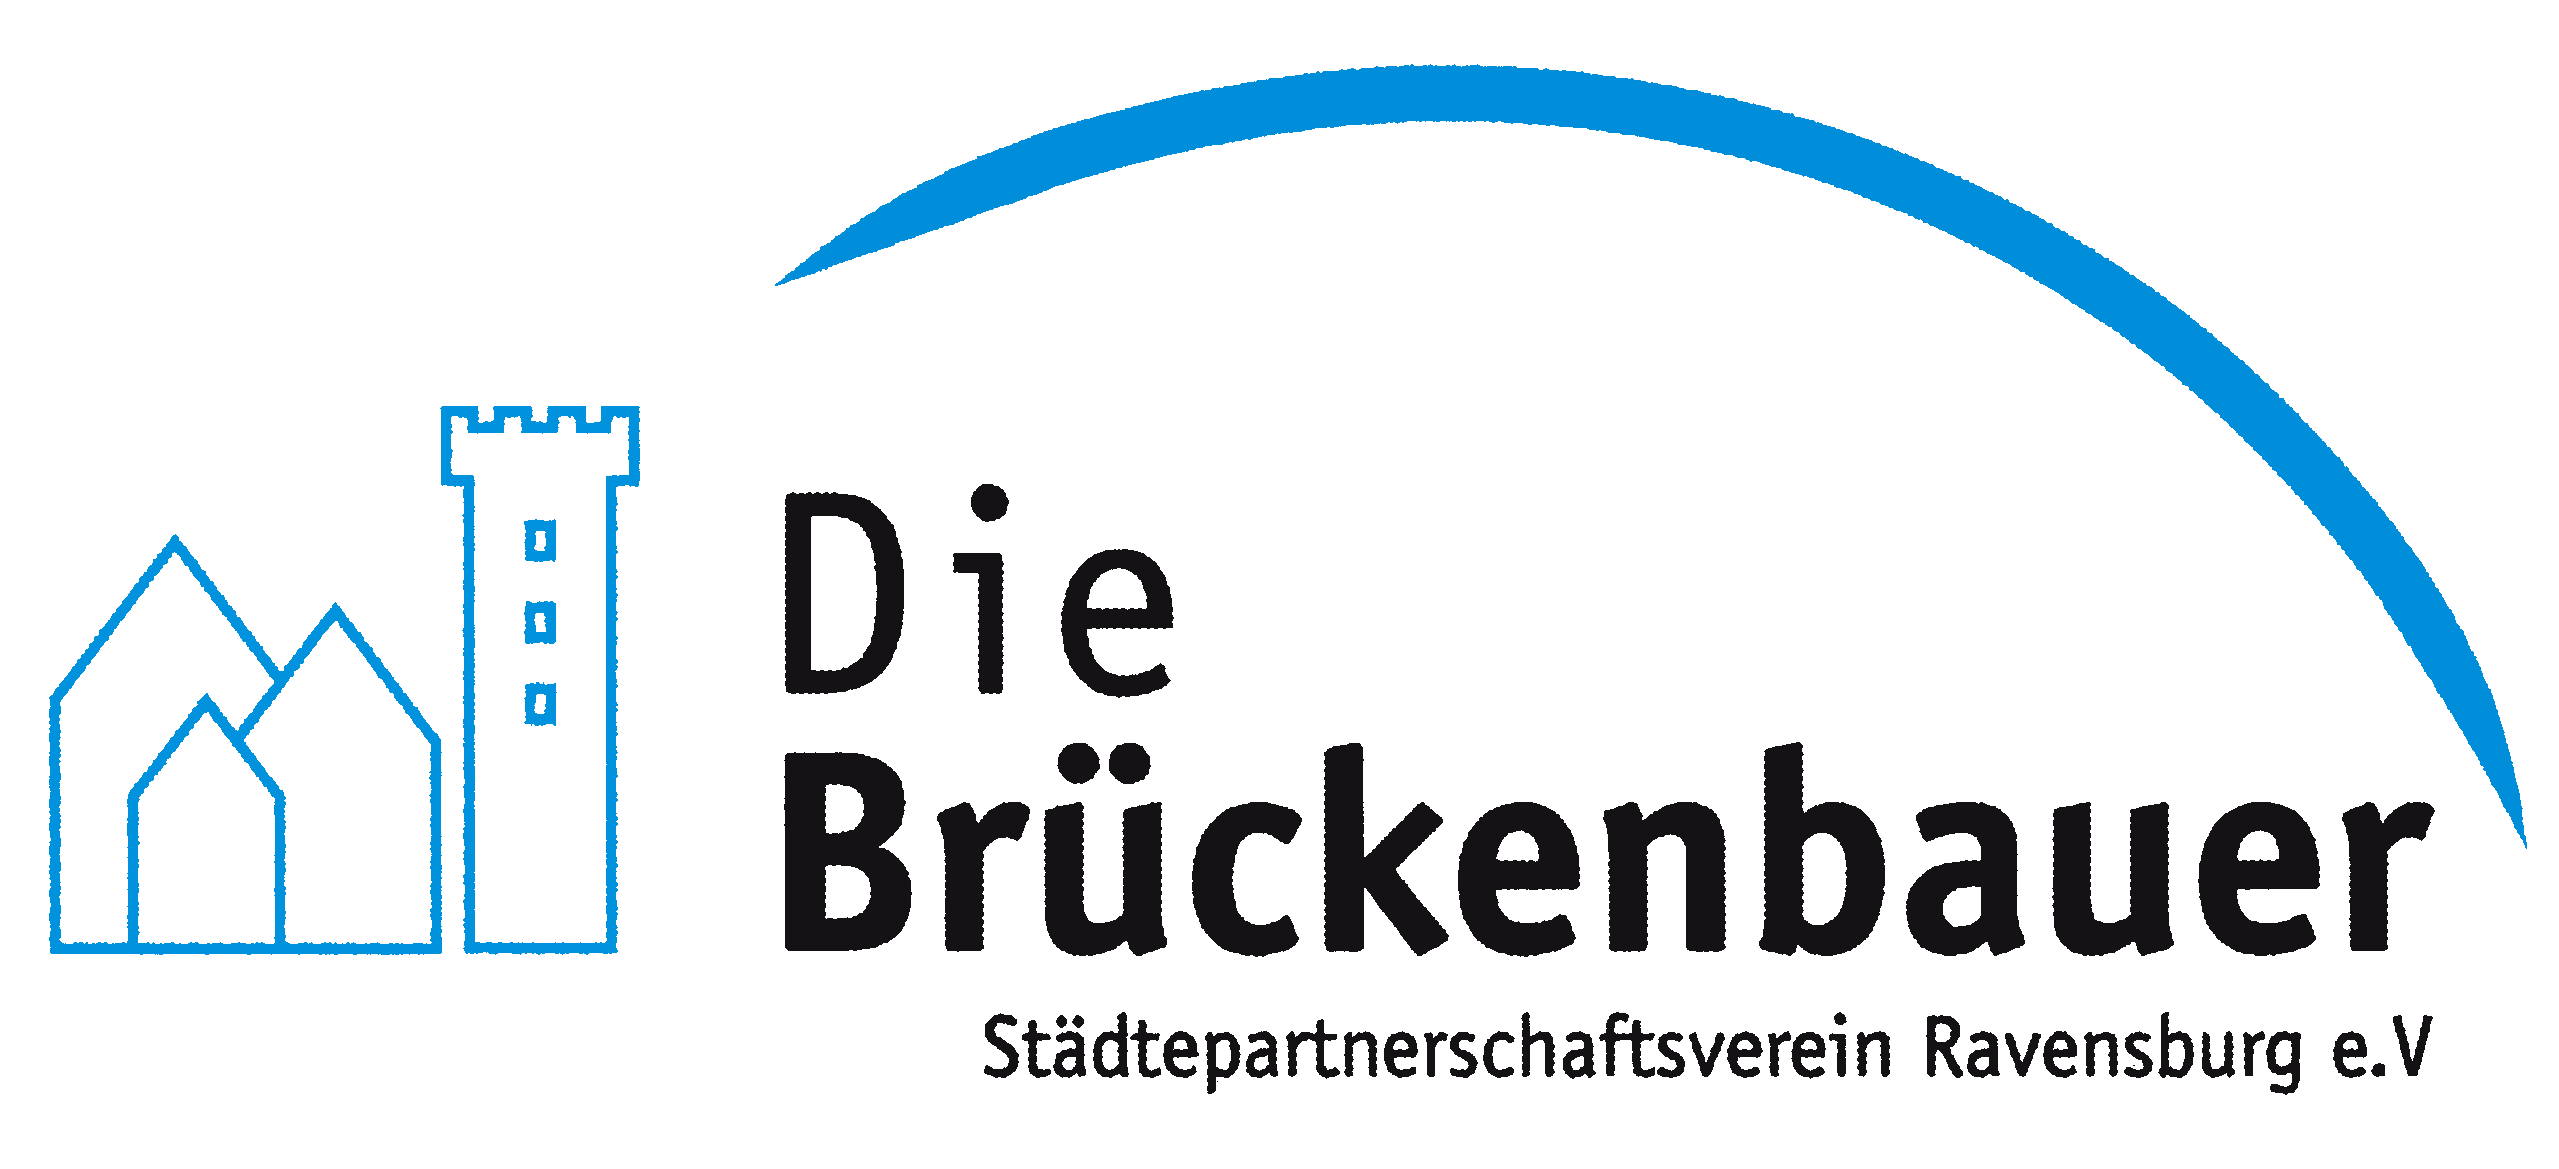 Die
Brückenbauer
Städtepartnerschaftsverein Ravensburg e.V